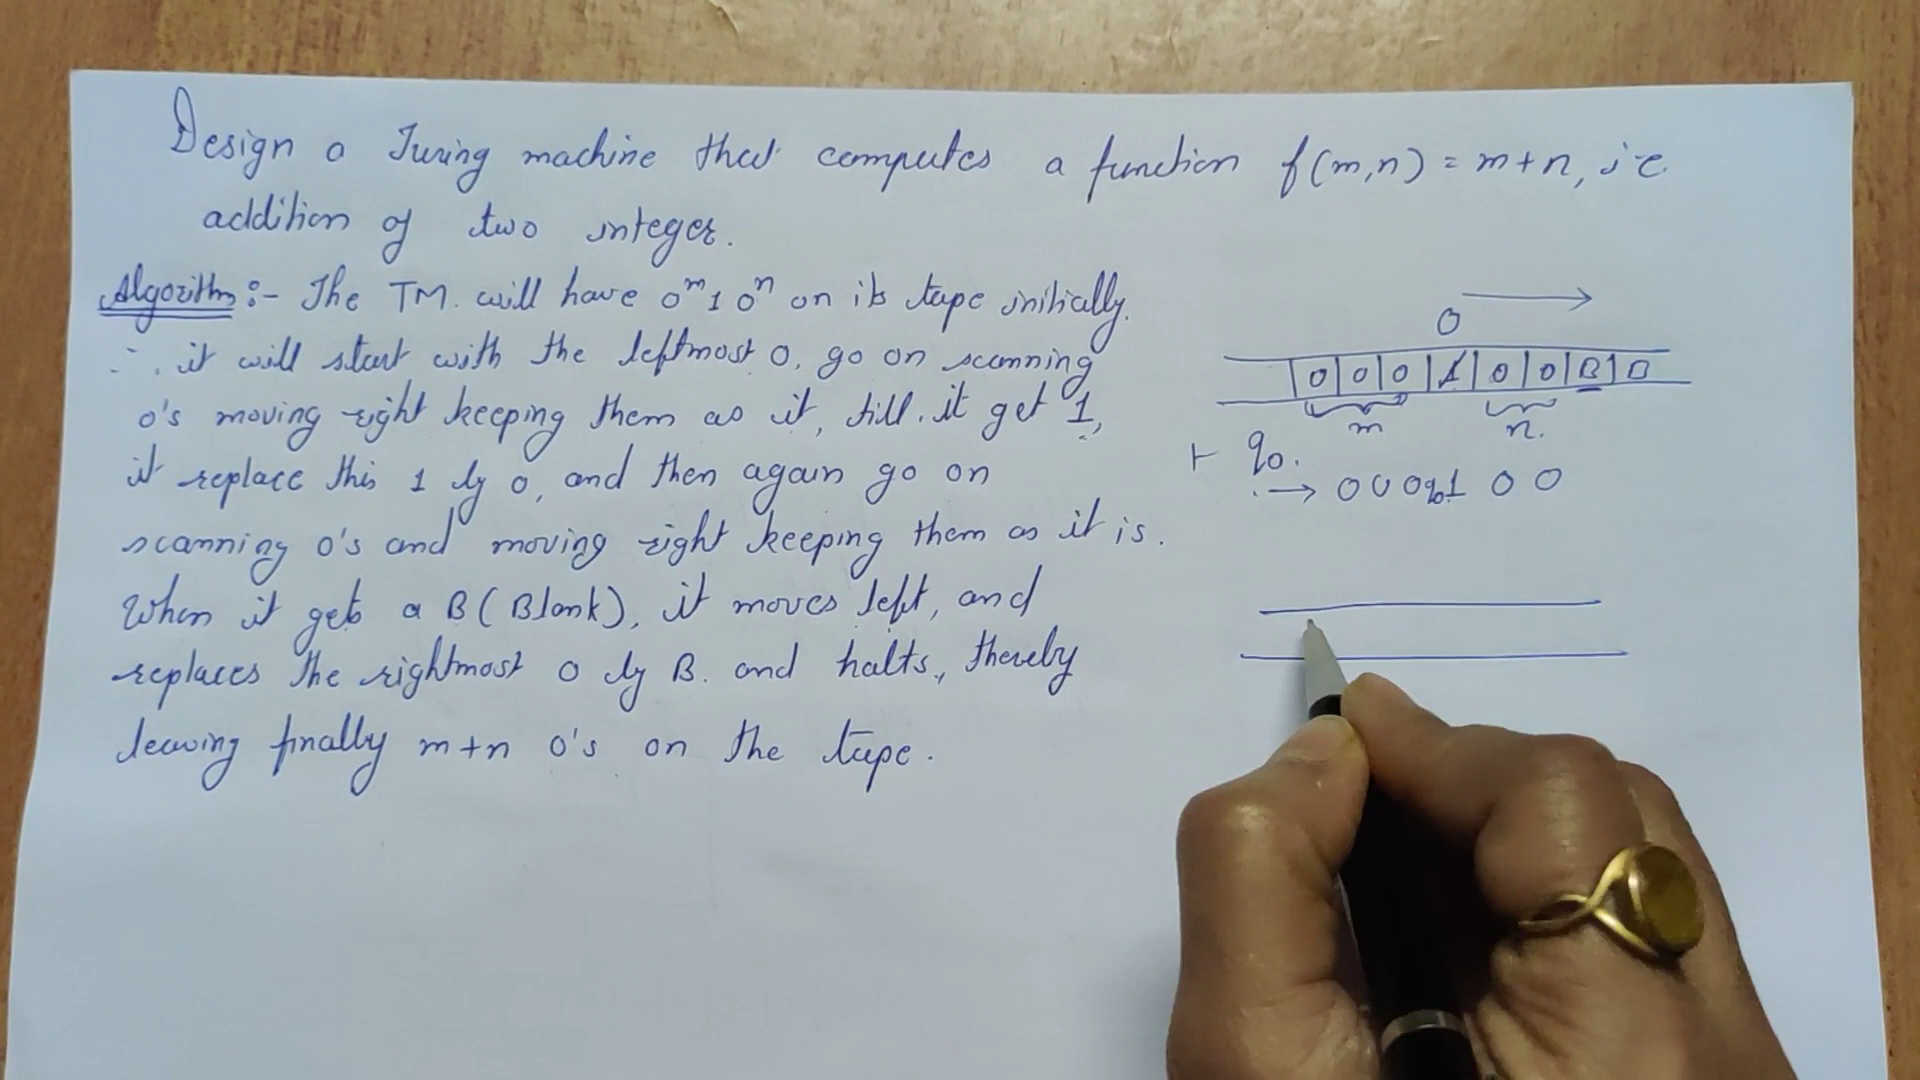 Design a Turing machine that computes a function f(m,n) = m+n, i.e.
addition of two integer.
Algorithm :- The TM. will have 0^m 1 0^n on its tape initially.
∴ it will start with the leftmost 0, go on scanning
0's moving right keeping them as it, till it get 1,
it replace this 1 by 0, and then again go on
scanning 0's and moving right keeping them as it is.
When it gets a B (Blank), it moves left, and
replaces the rightmost 0 by B. and halts, thereby
leaving finally m+n 0's on the tape.
0 →
0 0 0 1 0 0 B B
m n.
⊢ q0.
→ 0 0 0 q0 1 0 0